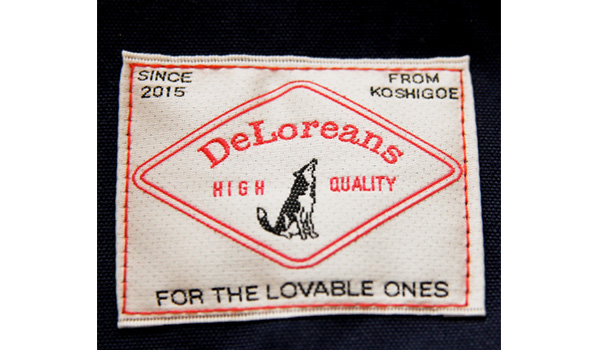 SINCE
2015
FROM
KOSHIGOE
DeLoreans
HIGH QUALITY
FOR THE LOVABLE ONES